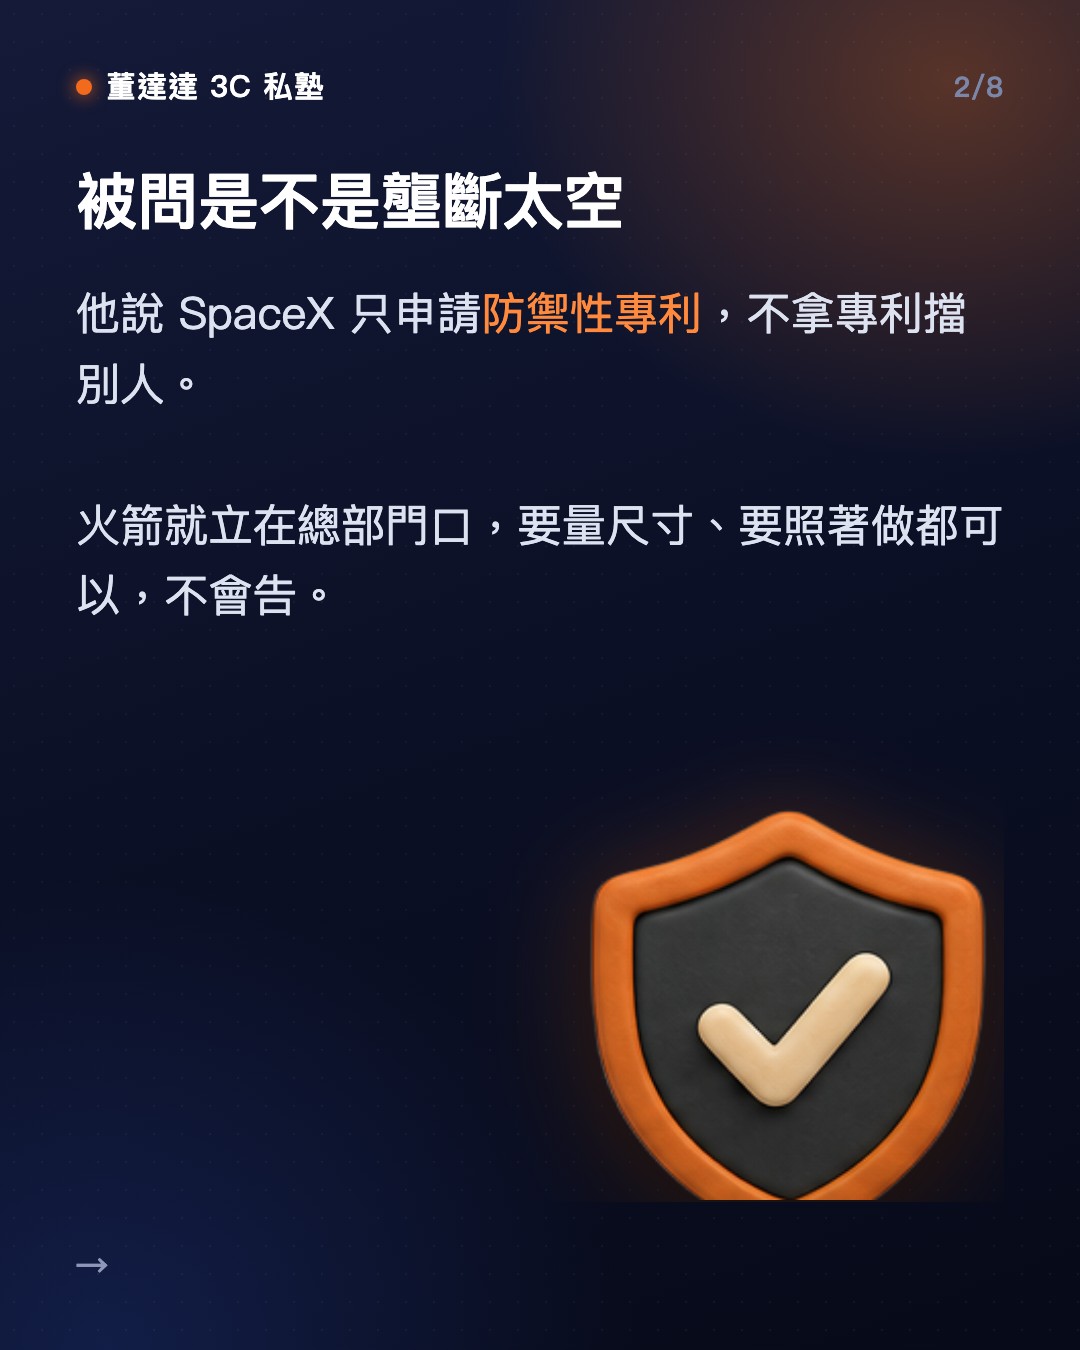 董達達 3C 私塾
2/8
被問是不是壟斷太空
他說 SpaceX 只申請防禦性專利，不拿專利擋
別人。
火箭就立在總部門口，要量尺寸、要照著做都可
以，不會告。
→